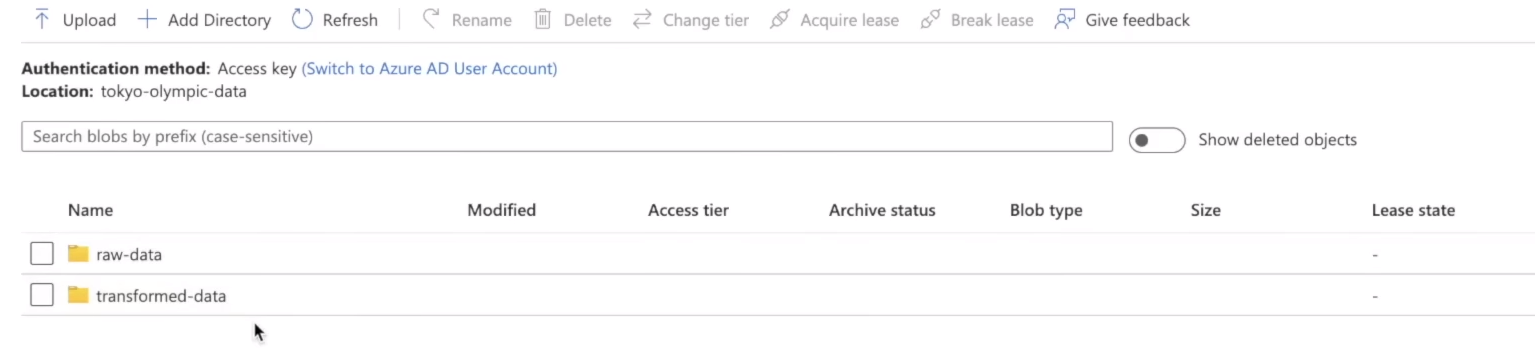 Upload Add Directory Refresh Rename Delete Change tier Acquire lease Break lease Give feedback
Authentication method: Access key (Switch to Azure AD User Account)
Location: tokyo-olympic-data
Search blobs by prefix (case-sensitive) Show deleted objects
Name Modified Access tier Archive status Blob type Size Lease state
raw-data -
transformed-data -